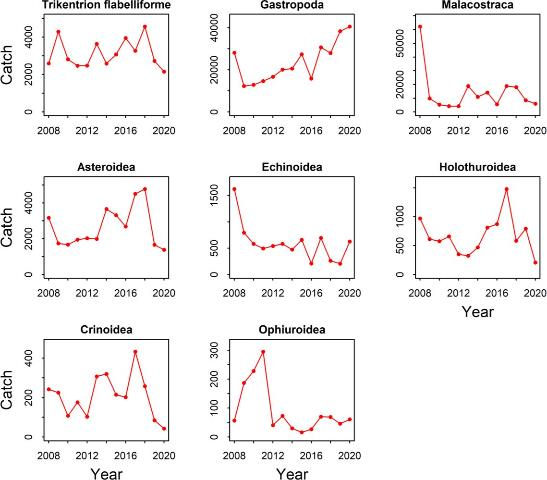 Trikentrion flabelliforme
Gastropoda
Malacostraca
Catch
0 2000 4000
2008 2012 2016 2020
0 10000 20000 30000 40000
2008 2012 2016 2020
0 20000 50000
2008 2012 2016 2020
Asteroidea
Echinoidea
Holothuroidea
Catch
0 2000 4000
2008 2012 2016 2020
0 500 1500
2008 2012 2016 2020
0 500 1000
2008 2012 2016 2020
Year
Crinoidea
Ophiuroidea
Catch
0 200 400
2008 2012 2016 2020
0 100 200 300
2008 2012 2016 2020
Year
Year